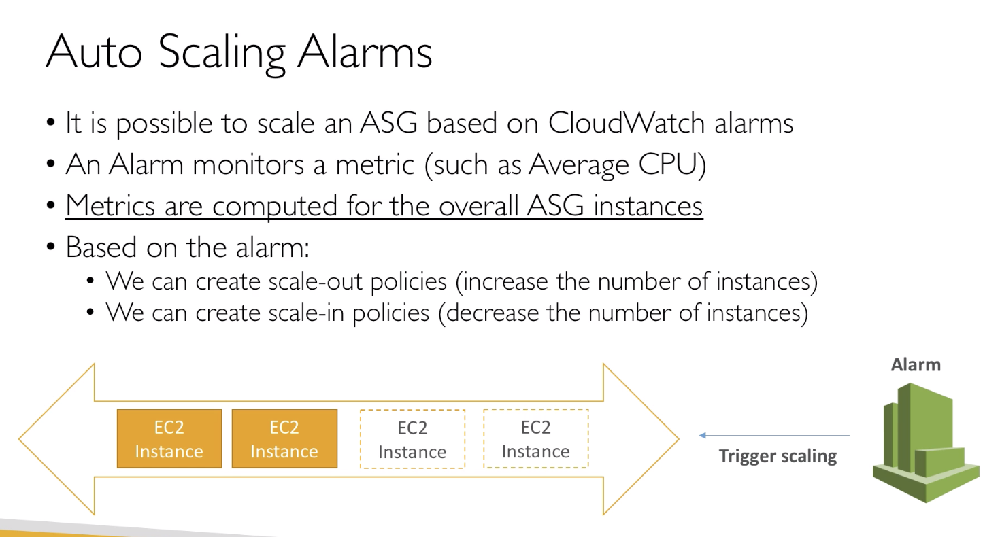 Auto Scaling Alarms
• It is possible to scale an ASG based on CloudWatch alarms
• An Alarm monitors a metric (such as Average CPU)
• Metrics are computed for the overall ASG instances
• Based on the alarm:
• We can create scale-out policies (increase the number of instances)
• We can create scale-in policies (decrease the number of instances)
EC2
Instance
EC2
Instance
EC2
Instance
EC2
Instance
Trigger scaling
Alarm